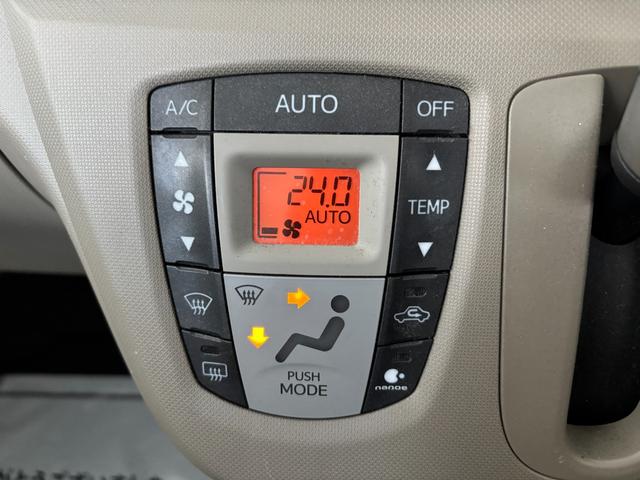 A/C AUTO OFF
24.0
AUTO
TEMP
PUSH
MODE
nanoe